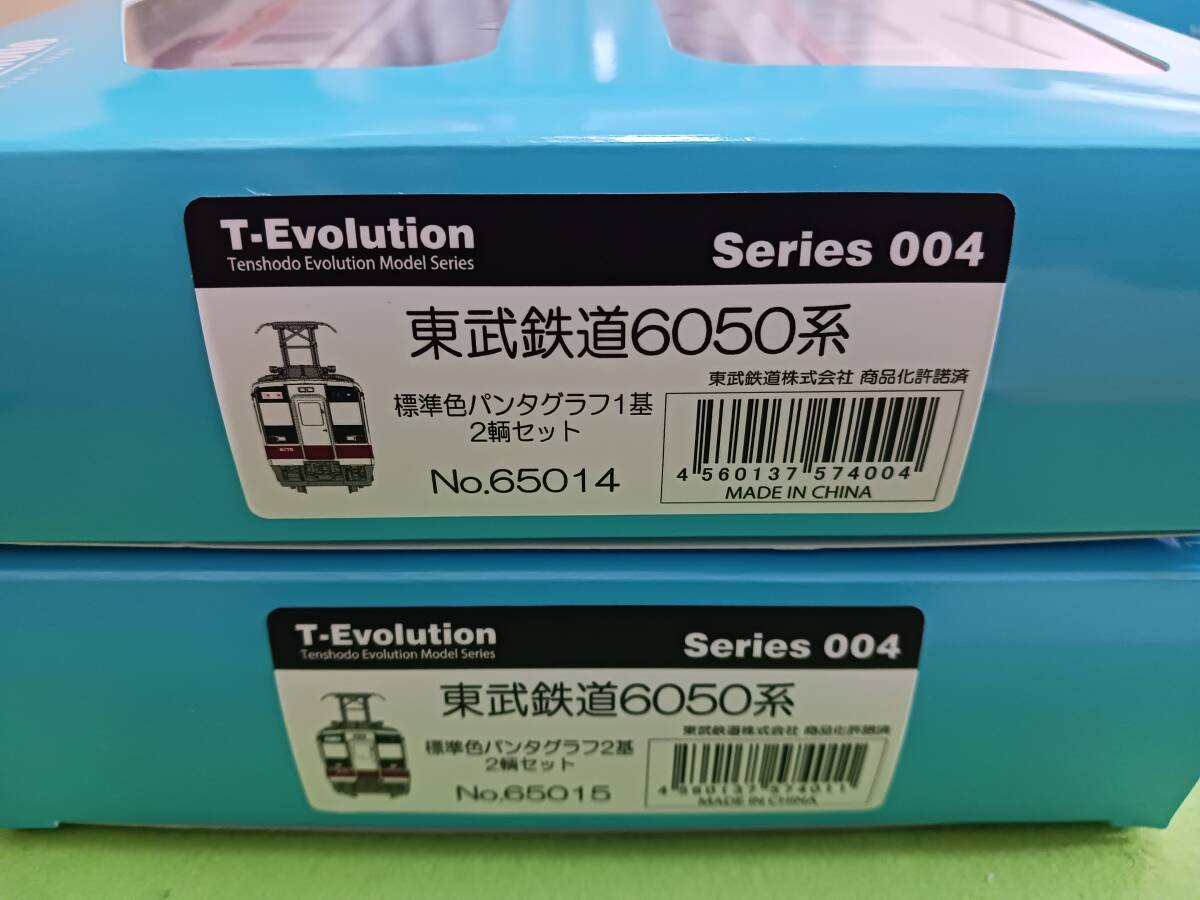 T-Evolution
Tenshodo Evolution Model Series
Series 004
東武鉄道6050系
東武鉄道株式会社 商品化許諾済
標準色パンタグラフ1基
2輌セット
No.65014
4 560137 574004
MADE IN CHINA
T-Evolution
Tenshodo Evolution Model Series
Series 004
東武鉄道6050系
東武鉄道株式会社 商品化許諾済
標準色パンタグラフ2基
2輌セット
No.65015
4 560137 574011
MADE IN CHINA